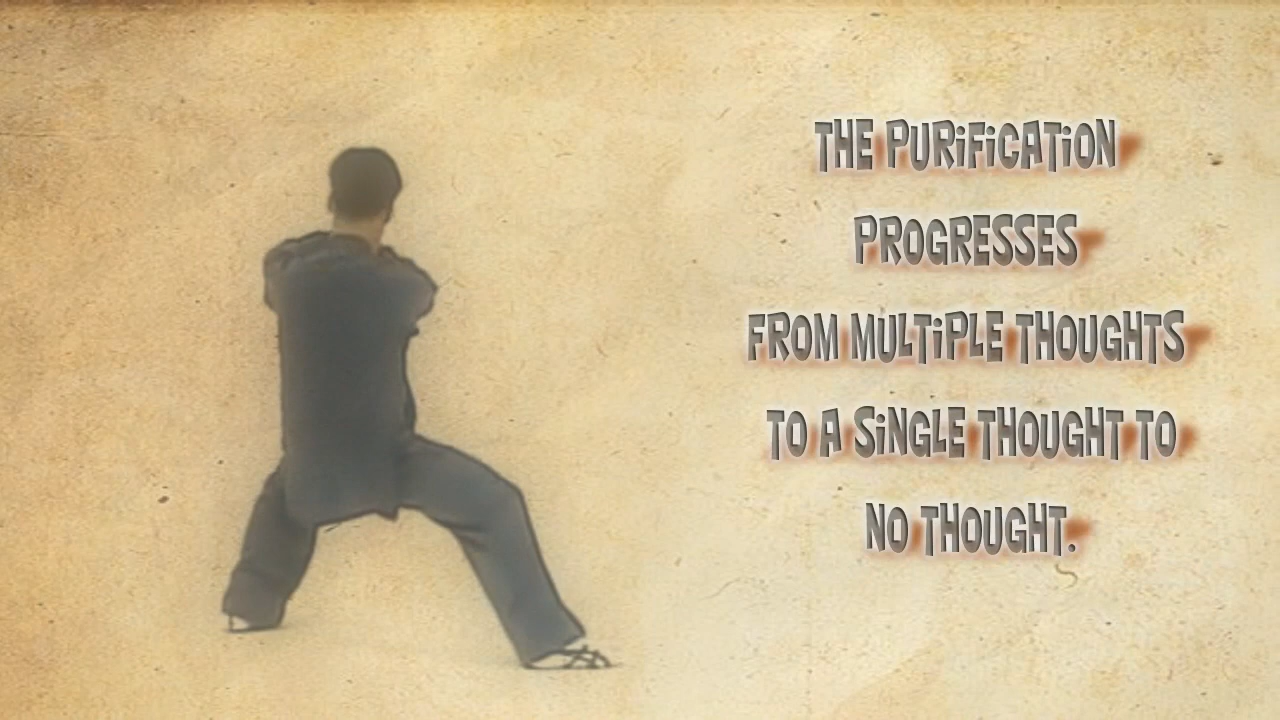 THE PURiFiCATiON
PROGRESSES
FROM MULTiPLE THOUGHTS
TO A SiNGLE THOUGHT TO
NO THOUGHT.